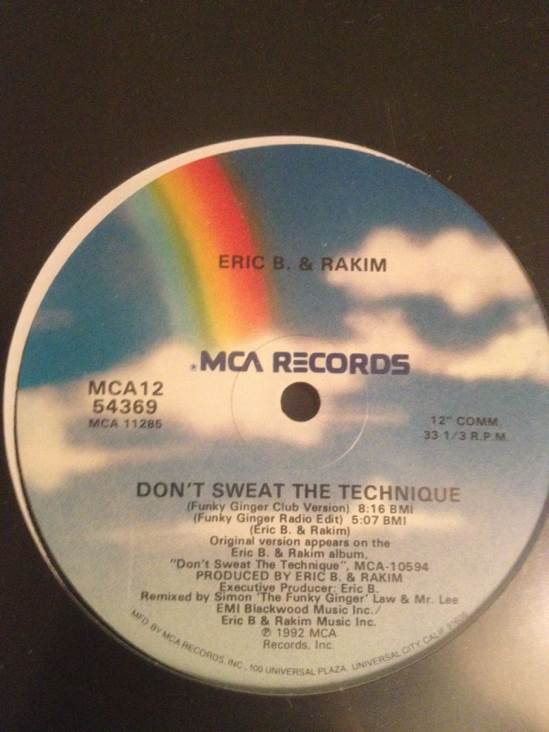 ERIC B. & RAKIM
®MCA RECORDS
MCA12
54369
MCA 11285
12" COMM.
33 1/3 R.P.M.
DON'T SWEAT THE TECHNIQUE
(Funky Ginger Club Version) 8:16 BMI
(Funky Ginger Radio Edit) 5:07 BMI
(Eric B. & Rakim)
Original version appears on the
Eric B. & Rakim album,
"Don't Sweat The Technique", MCA-10594
PRODUCED BY ERIC B. & RAKIM
Executive Producer: Eric B.
Remixed by Simon 'The Funky Ginger' Law & Mr. Lee
EMI Blackwood Music Inc./
Eric B & Rakim Music Inc.
℗ 1992 MCA
Records, Inc.
MFD. BY MCA RECORDS, INC., 100 UNIVERSAL PLAZA, UNIVERSAL CITY, CALIF.